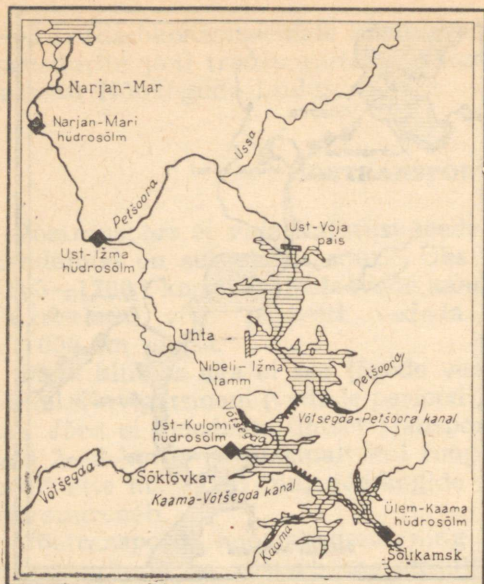 Narjan-Mar
Narjan-Mari
hüdrosõlm
Ussa
Petšoora
Ust-Ižma
hüdrosõlm
Ust-Voja
pais
Uhta
Nibeli-Ižma
tamm
Petšoora
Võtšegda
Võtšegda-Petšoora kanal
Ust-Kulomi
hüdrosõlm
Võtšegda
Sõktõvkar
Kaama-Võtšegda kanal
Ülem-Kaama
hüdrosõlm
Kaama
Solikamsk